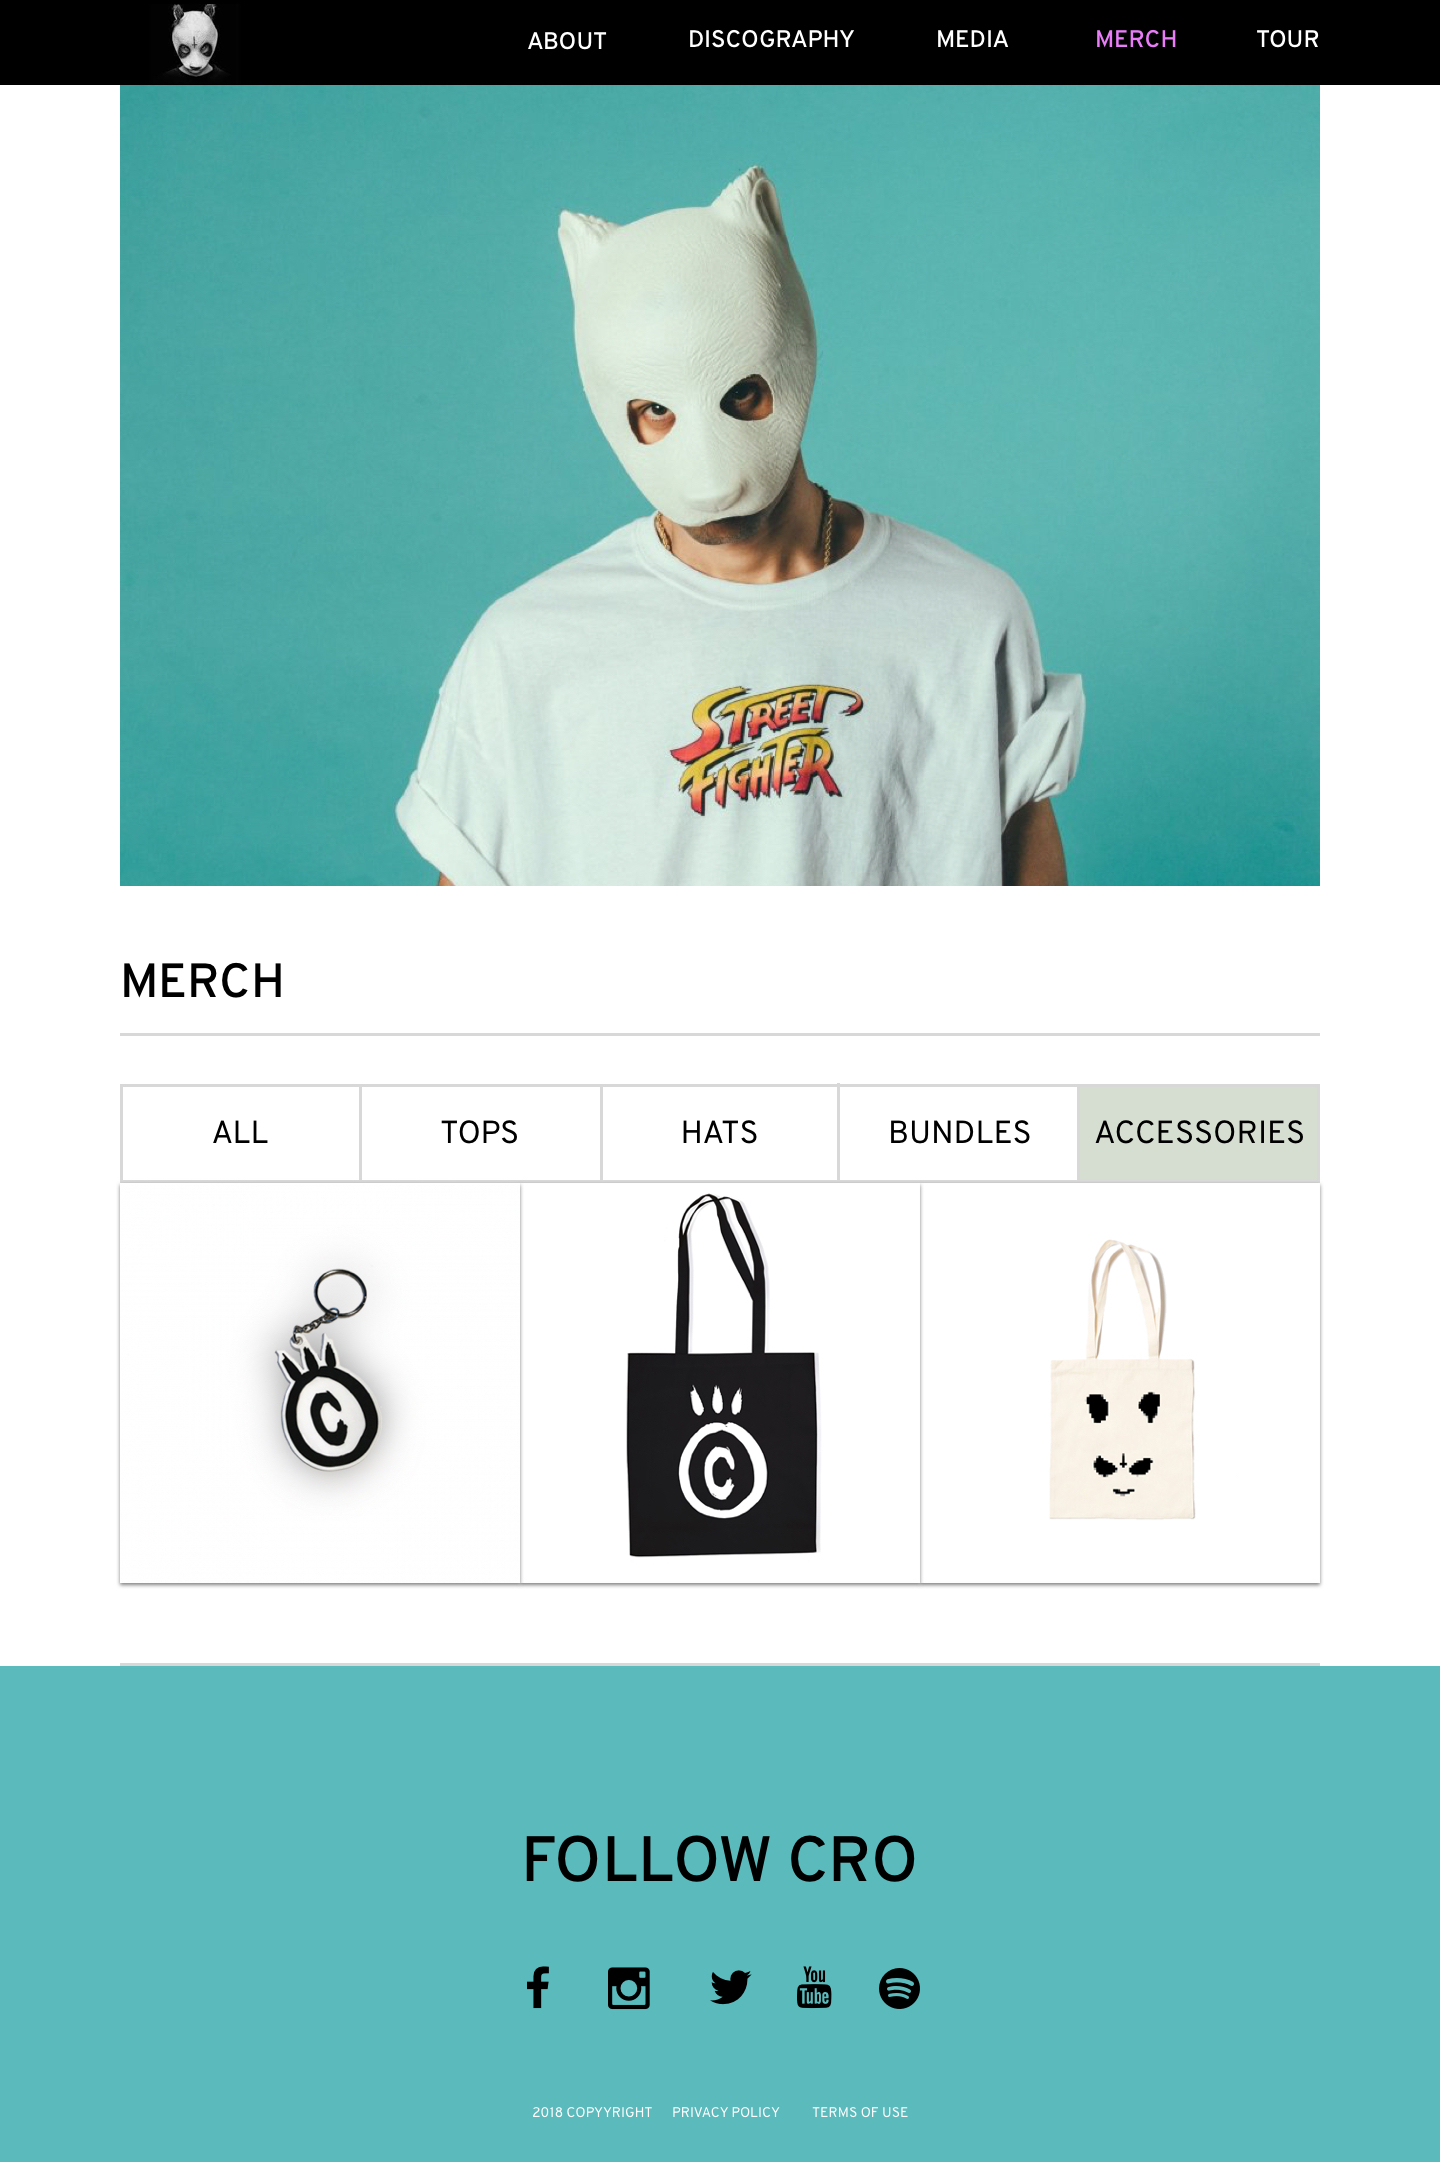 ABOUT DISCOGRAPHY MEDIA MERCH TOUR
STREET
FIGHTER
MERCH
ALL TOPS HATS BUNDLES ACCESSORIES
C
C
FOLLOW CRO
You
Tube
2018 COPYYRIGHT PRIVACY POLICY TERMS OF USE